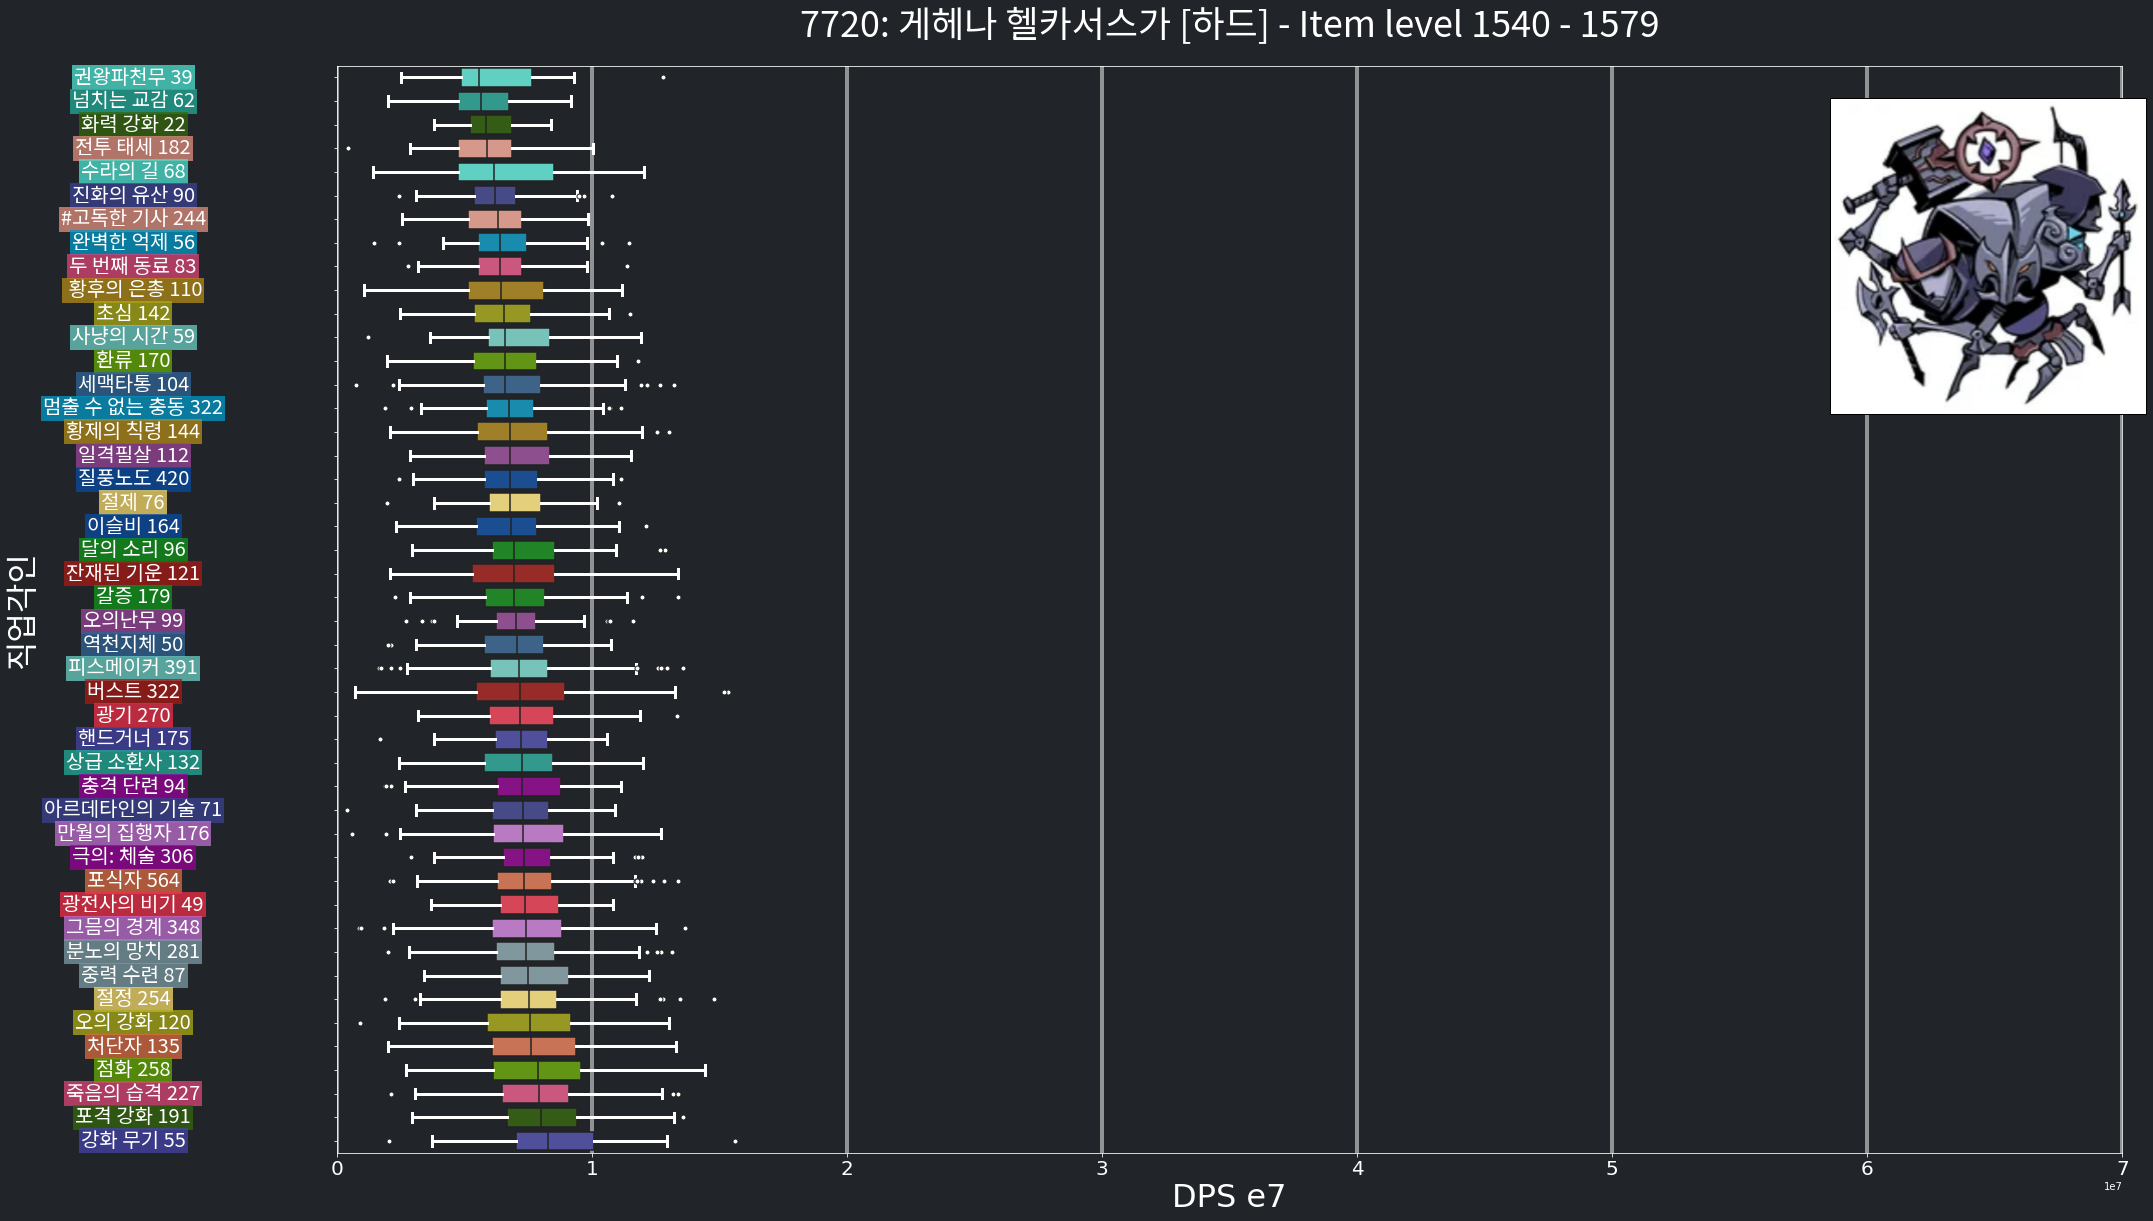 7720: 게헤나 헬카서스가 [하드] - Item level 1540 - 1579
권왕파천무 39
넘치는 교감 62
화력 강화 22
전투 태세 182
수라의 길 68
진화의 유산 90
#고독한 기사 244
완벽한 억제 56
두 번째 동료 83
황후의 은총 110
초심 142
사냥의 시간 59
환류 170
세맥타통 104
멈출 수 없는 충동 322
황제의 칙령 144
일격필살 112
질풍노도 420
절제 76
이슬비 164
달의 소리 96
잔재된 기운 121
갈증 179
오의난무 99
역천지체 50
피스메이커 391
버스트 322
광기 270
핸드거너 175
상급 소환사 132
충격 단련 94
아르데타인의 기술 71
만월의 집행자 176
극의: 체술 306
포식자 564
광전사의 비기 49
그믐의 경계 348
분노의 망치 281
중력 수련 87
절정 254
오의 강화 120
처단자 135
점화 258
죽음의 습격 227
포격 강화 191
강화 무기 55
직업각인
0 1 2 3 4 5 6 7
1e7
DPS e7